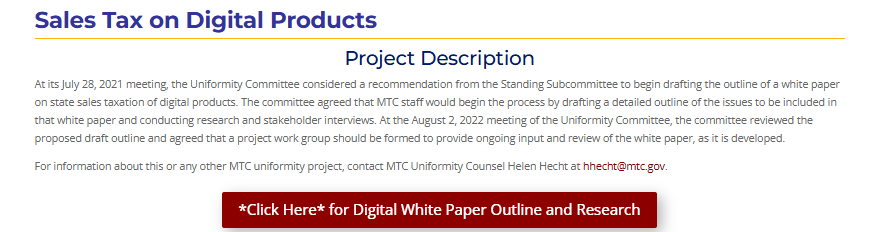 Sales Tax on Digital Products
Project Description
At its July 28, 2021 meeting, the Uniformity Committee considered a recommendation from the Standing Subcommittee to begin drafting the outline of a white paper
on state sales taxation of digital products. The committee agreed that MTC staff would begin the process by drafting a detailed outline of the issues to be included in
that white paper and conducting research and stakeholder interviews. At the August 2, 2022 meeting of the Uniformity Committee, the committee reviewed the
proposed draft outline and agreed that a project work group should be formed to provide ongoing input and review of the white paper, as it is developed.
For information about this or any other MTC uniformity project, contact MTC Uniformity Counsel Helen Hecht at hhecht@mtc.gov.
*Click Here* for Digital White Paper Outline and Research